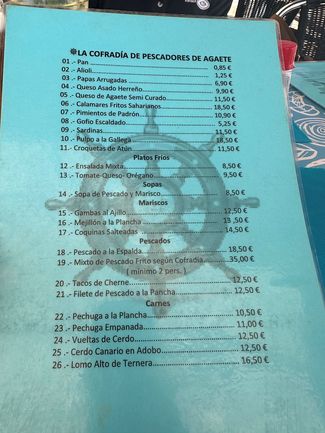 ⎈LA COFRADÍA DE PESCADORES DE AGAETE
01 .- Pan ........ 0,85 €
02 .- Alioli ........ 1,25 €
03 .- Papas Arrugadas ........ 6,90 €
04 .- Queso Asado Herreño ........ 9,90 €
05 .- Queso de Agaete Semi Curado ........ 11,50 €
06 .- Calamares Fritos Saharianos ........ 18,50 €
07 .- Pimientos de Padrón ........ 10,90 €
08 .- Gofio Escaldado ........ 5,25 €
09 .- Sardinas ........ 11,50 €
10 .- Pulpo a la Gallega ........ 18,50 €
11.- Croquetas de Atún ........ 11,50 €
Platos Fríos
12 .- Ensalada Mixta ........ 8,50 €
13 .- Tomate-Queso- Orégano ........ 9,50 €
Sopas
14 .- Sopa de Pescado y Marisco ........ 8,50 €
Mariscos
15 .- Gambas al Ajillo ........ 12,50 €
16 .- Mejillón a la Plancha ........ 13 ,50 €
17 .- Coquinas Salteadas ........ 14,50 €
Pescados
18 .- Pescado a la Espalda ........ 18,50 €
19 .- Mixto de Pescado Frito según Cofradía ........ 35,00 €
( mínimo 2 pers. )
20 .- Tacos de Cherne ........ 12,50 €
21 .- Filete de Pescado a la Plancha ........ 12,50 €
Carnes
22 .- Pechuga a la Plancha ........ 10,50 €
23 .- Pechuga Empanada ........ 11,00 €
24 .- Vueltas de Cerdo ........ 12,50 €
25 .- Cerdo Canario en Adobo ........ 12,50 €
26 .- Lomo Alto de Ternera ........ 16,50 €